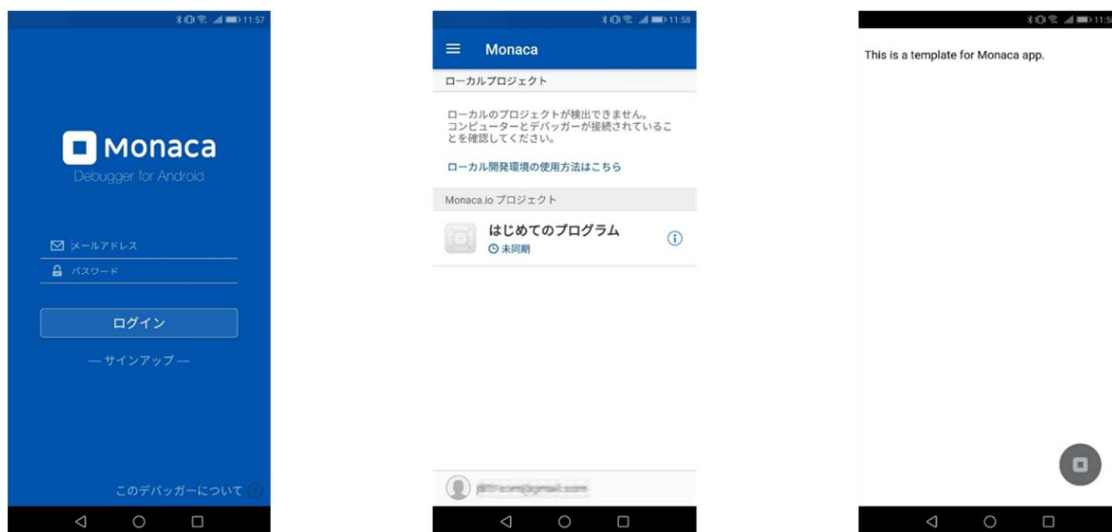 11:57
Monaca
Debugger for Android
メールアドレス
パスワード
ログイン
― サインアップ ―
このデバッガーについて
11:58
Monaca
ローカルプロジェクト
ローカルのプロジェクトが検出できません。
コンピューターとデバッガーが接続されているこ
とを確認してください。
ローカル開発環境の使用方法はこちら
Monaca.io プロジェクト
はじめてのプログラム
未同期
This is a template for Monaca app.